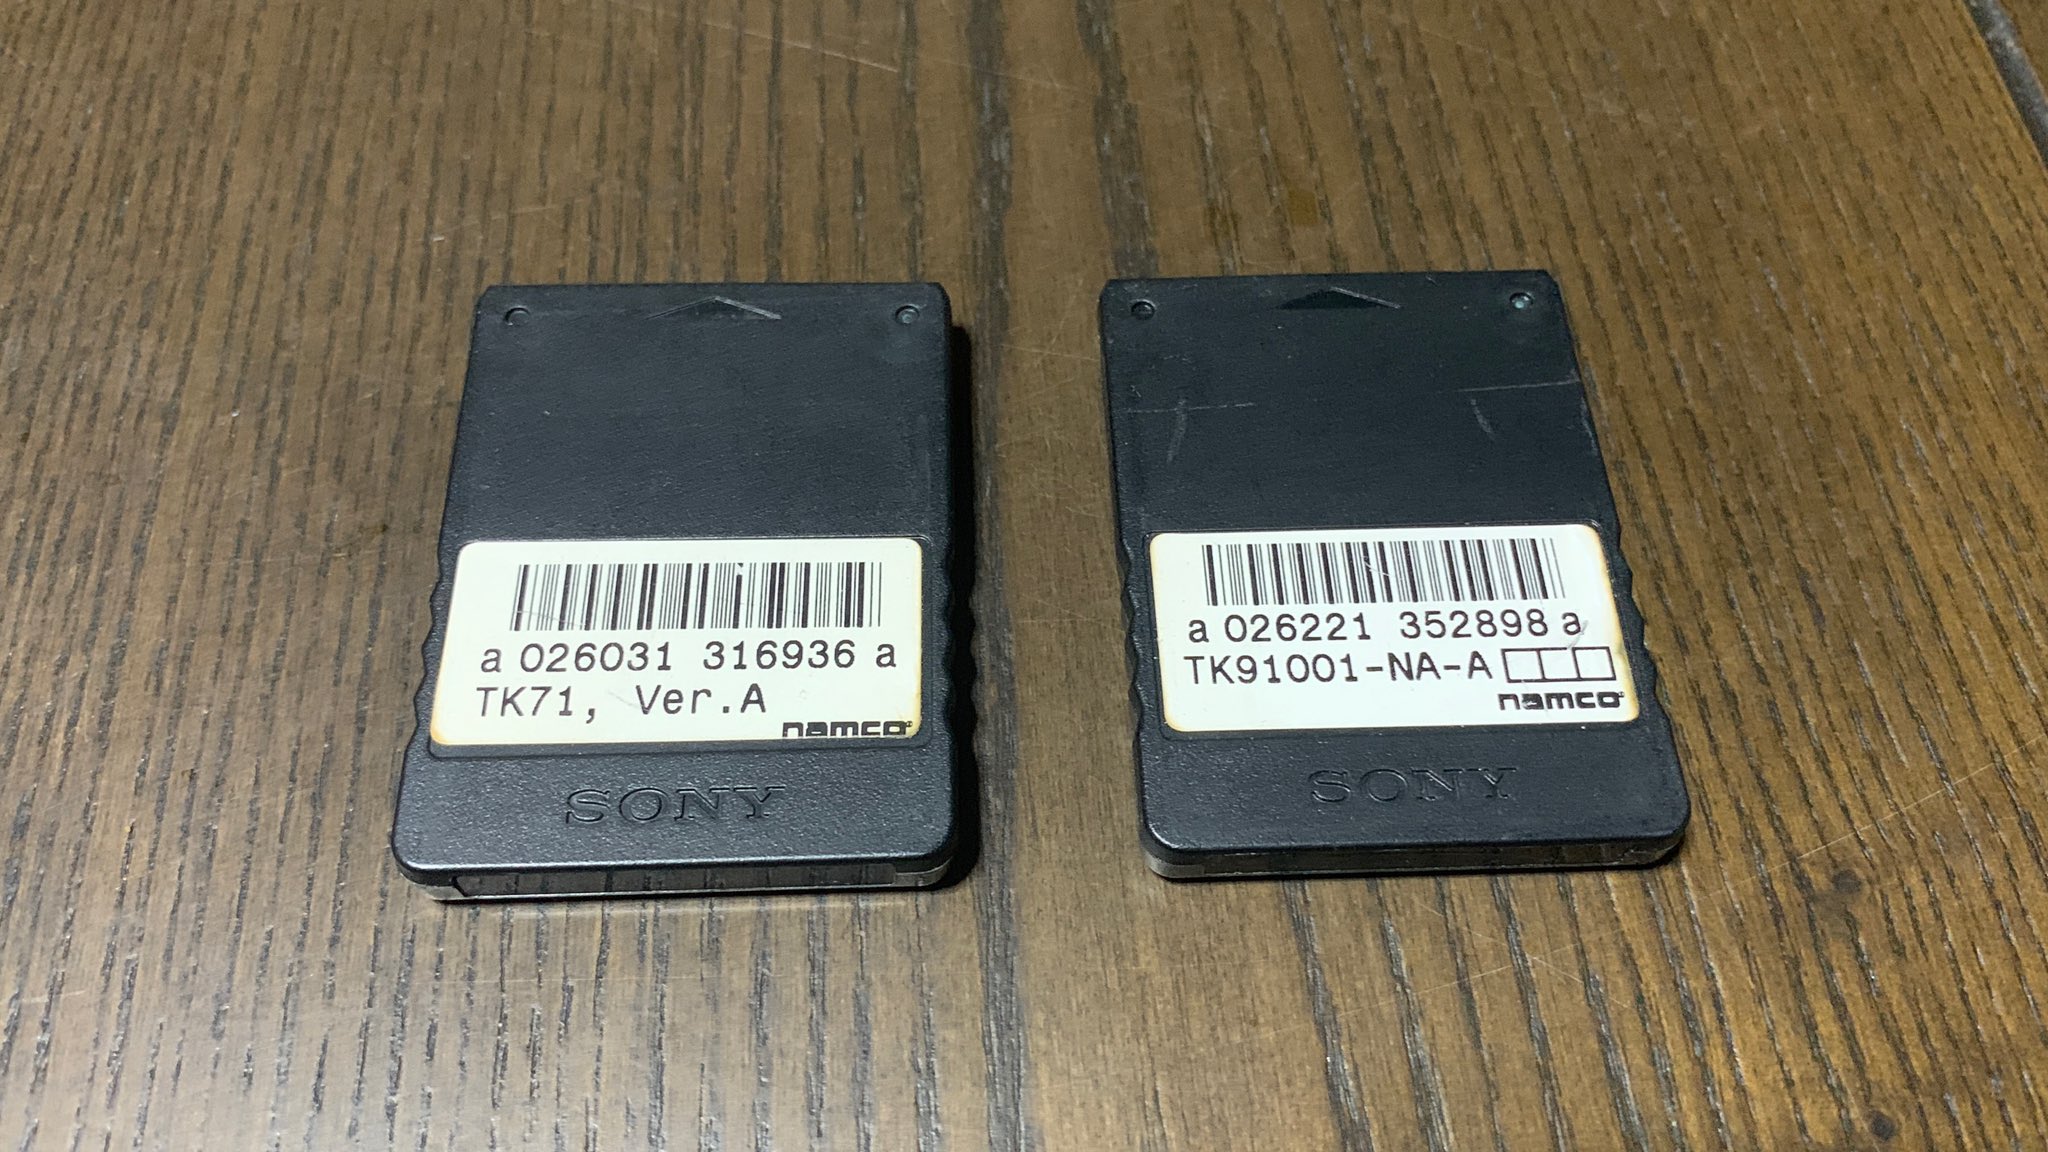 a 026031 316936 a
TK71, Ver.A
namco
SONY
a 026221 352898 a
TK91001-NA-A
namco
SONY